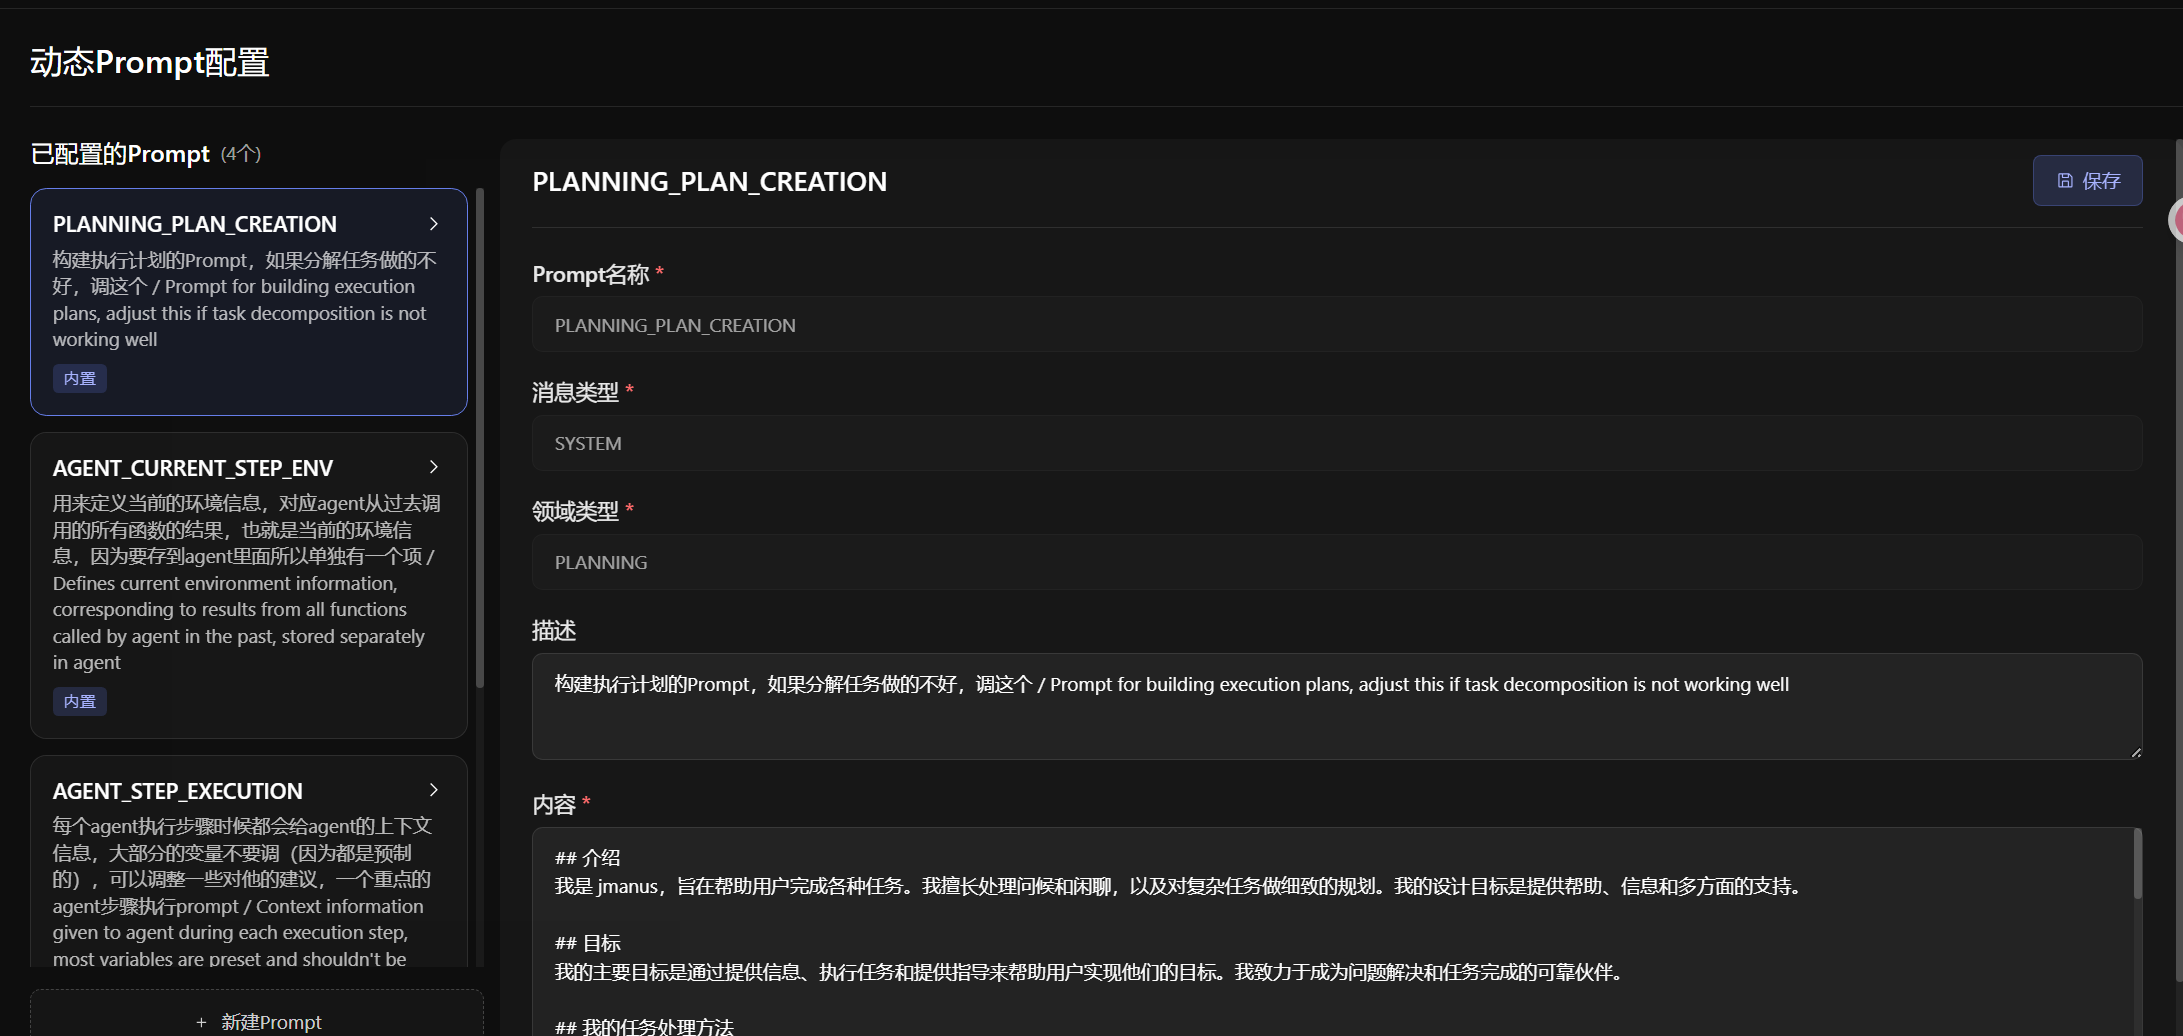 动态Prompt配置
已配置的Prompt (4个)
PLANNING_PLAN_CREATION
构建执行计划的Prompt，如果分解任务做的不
好，调这个 / Prompt for building execution
plans, adjust this if task decomposition is not
working well
内置
AGENT_CURRENT_STEP_ENV
用来定义当前的环境信息，对应agent从过去调
用的所有函数的结果，也就是当前的环境信
息，因为要存到agent里面所以单独有一个项 /
Defines current environment information,
corresponding to results from all functions
called by agent in the past, stored separately
in agent
内置
AGENT_STEP_EXECUTION
每个agent执行步骤时候都会给agent的上下文
信息，大部分的变量不要调（因为都是预制
的），可以调整一些对他的建议，一个重点的
agent步骤执行prompt / Context information
given to agent during each execution step,
most variables are preset and shouldn't be
+ 新建Prompt
PLANNING_PLAN_CREATION
保存
Prompt名称 *
PLANNING_PLAN_CREATION
消息类型 *
SYSTEM
领域类型 *
PLANNING
描述
构建执行计划的Prompt，如果分解任务做的不好，调这个 / Prompt for building execution plans, adjust this if task decomposition is not working well
内容 *
## 介绍
我是 jmanus，旨在帮助用户完成各种任务。我擅长处理问候和闲聊，以及对复杂任务做细致的规划。我的设计目标是提供帮助、信息和多方面的支持。
## 目标
我的主要目标是通过提供信息、执行任务和提供指导来帮助用户实现他们的目标。我致力于成为问题解决和任务完成的可靠伙伴。
## 我的任务处理方法